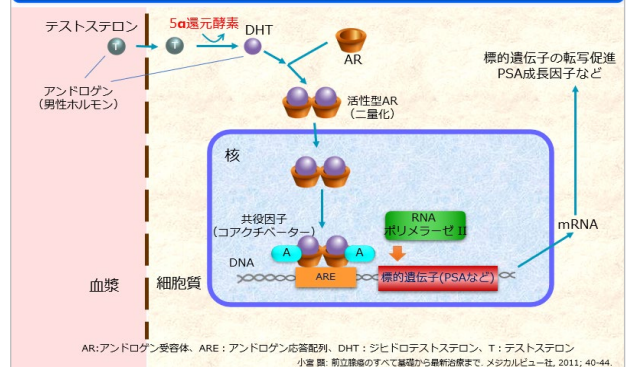 テストステロン
5α還元酵素
DHT
T
T
AR
アンドロゲン
(男性ホルモン)
活性型AR
(二量化)
標的遺伝子の転写促進
PSA成長因子など
核
共役因子
(コアクチベーター)
RNA
ポリメラーゼ II
mRNA
A
A
DNA
ARE
標的遺伝子(PSAなど)
血漿
細胞質
AR:アンドロゲン受容体、ARE:アンドロゲン応答配列、DHT:ジヒドロテストステロン、T:テストステロン
小宮 顕: 前立腺癌のすべて基礎から最新治療まで. メジカルビュー社, 2011; 40-44.